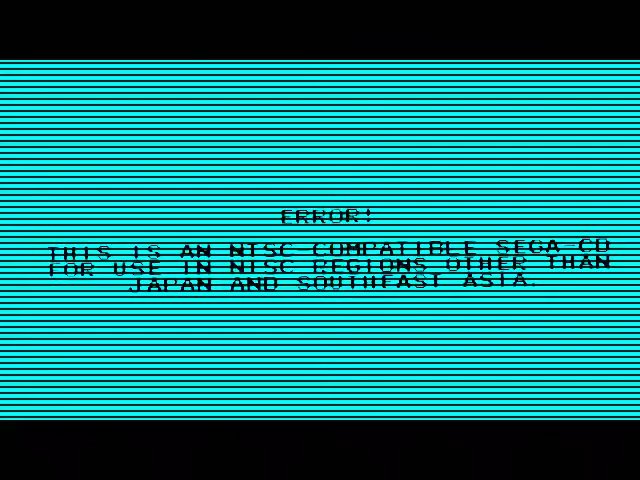 ERROR!
THIS IS AN NTSC-COMPATIBLE SEGA-CD
FOR USE IN NTSC REGIONS OTHER THAN
JAPAN AND SOUTHEAST ASIA.